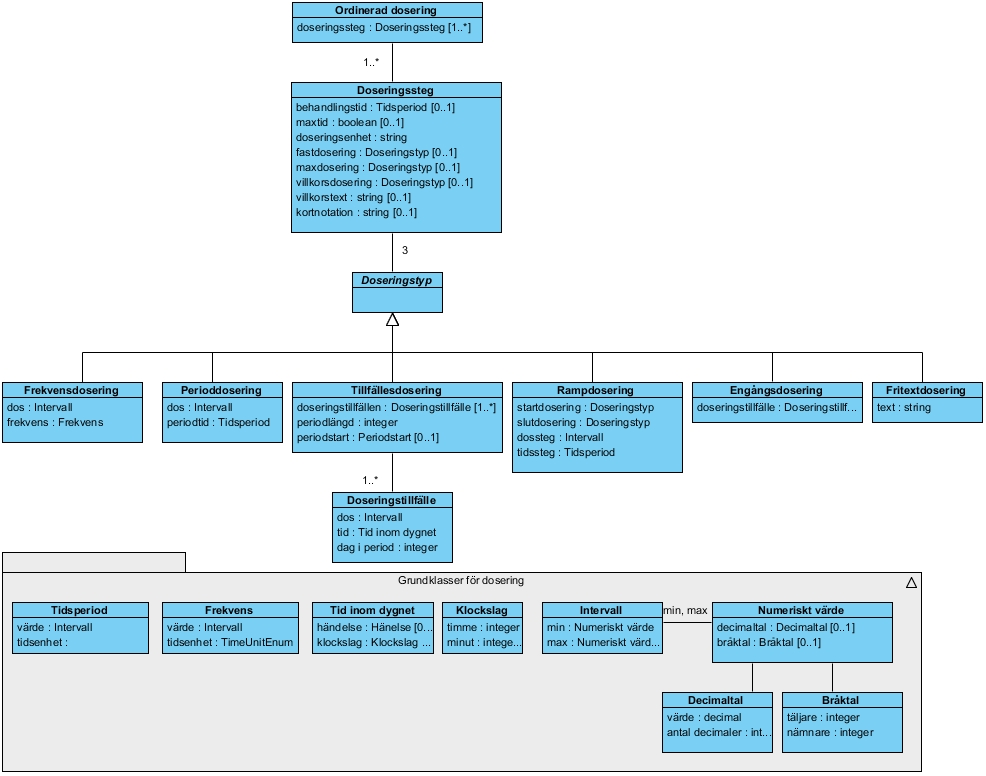 Ordinerad dosering
doseringssteg : Doseringssteg [1..*]
1..*
Doseringssteg
behandlingstid : Tidsperiod [0..1]
maxtid : boolean [0..1]
doseringsenhet : string
fastdosering : Doseringstyp [0..1]
maxdosering : Doseringstyp [0..1]
villkorsdosering : Doseringstyp [0..1]
villkorstext : string [0..1]
kortnotation : string [0..1]
3
Doseringstyp
Frekvensdosering
dos : Intervall
frekvens : Frekvens
Perioddosering
dos : Intervall
periodtid : Tidsperiod
Tillfällesdosering
doseringstillfällen : Doseringstillfälle [1..*]
periodlängd : integer
periodstart : Periodstart [0..1]
Rampdosering
startdosering : Doseringstyp
slutdosering : Doseringstyp
dossteg : Intervall
tidssteg : Tidsperiod
Engångsdosering
doseringstillfälle : Doseringstillf...
Fritextdosering
text : string
1..*
Doseringstillfälle
dos : Intervall
tid : Tid inom dygnet
dag i period : integer
Grundklasser för dosering
Tidsperiod
värde : Intervall
tidsenhet :
Frekvens
värde : Intervall
tidsenhet : TimeUnitEnum
Tid inom dygnet
händelse : Hänelse [0...
klockslag : Klockslag ...
Klockslag
timme : integer
minut : intege...
Intervall
min : Numeriskt värde
max : Numeriskt värd...
min, max
Numeriskt värde
decimaltal : Decimaltal [0..1]
bråktal : Bråktal [0..1]
Decimaltal
värde : decimal
antal decimaler : int...
Bråktal
täljare : integer
nämnare : integer